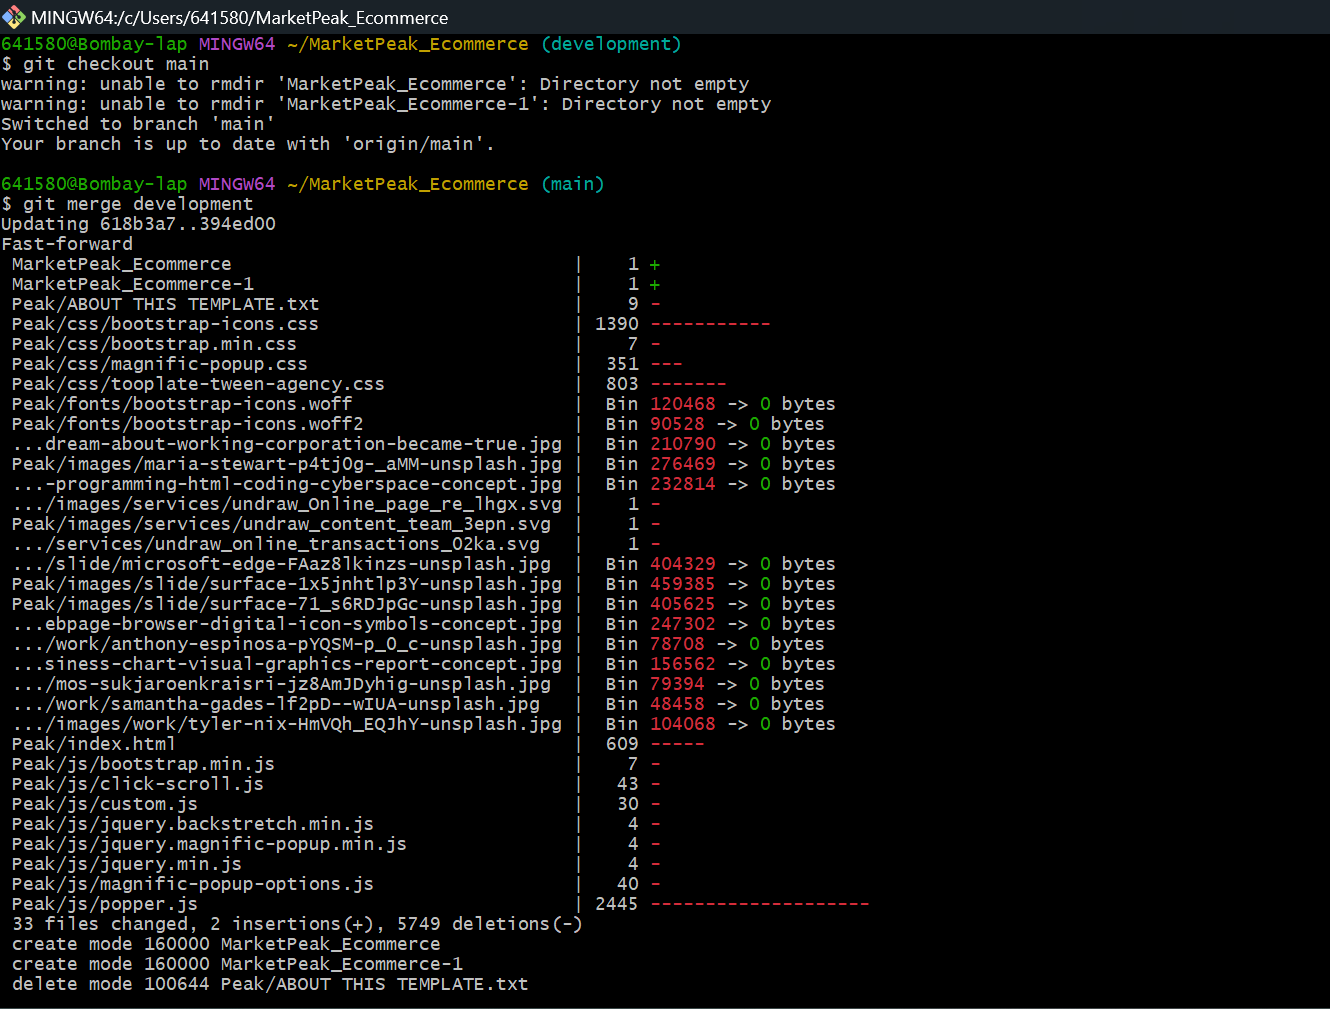 MINGW64:/c/Users/641580/MarketPeak_Ecommerce
641580@Bombay-lap MINGW64 ~/MarketPeak_Ecommerce (development)
$ git checkout main
warning: unable to rmdir 'MarketPeak_Ecommerce': Directory not empty
warning: unable to rmdir 'MarketPeak_Ecommerce-1': Directory not empty
Switched to branch 'main'
Your branch is up to date with 'origin/main'.
641580@Bombay-lap MINGW64 ~/MarketPeak_Ecommerce (main)
$ git merge development
Updating 618b3a7..394ed00
Fast-forward
MarketPeak_Ecommerce | 1 +
MarketPeak_Ecommerce-1 | 1 +
Peak/ABOUT THIS TEMPLATE.txt | 9 -
Peak/css/bootstrap-icons.css | 1390 -----------
Peak/css/bootstrap.min.css | 7 -
Peak/css/magnific-popup.css | 351 ---
Peak/css/tooplate-tween-agency.css | 803 -------
Peak/fonts/bootstrap-icons.woff | Bin 120468 -> 0 bytes
Peak/fonts/bootstrap-icons.woff2 | Bin 90528 -> 0 bytes
...dream-about-working-corporation-became-true.jpg | Bin 210790 -> 0 bytes
Peak/images/maria-stewart-p4tj0g-_aMM-unsplash.jpg | Bin 276469 -> 0 bytes
...-programming-html-coding-cyberspace-concept.jpg | Bin 232814 -> 0 bytes
.../images/services/undraw_Online_page_re_lhgx.svg | 1 -
Peak/images/services/undraw_content_team_3epn.svg | 1 -
.../services/undraw_online_transactions_02ka.svg | 1 -
.../slide/microsoft-edge-FAaz8lkinzs-unsplash.jpg | Bin 404329 -> 0 bytes
Peak/images/slide/surface-1x5jnhtlp3Y-unsplash.jpg | Bin 459385 -> 0 bytes
Peak/images/slide/surface-71_s6RDJpGc-unsplash.jpg | Bin 405625 -> 0 bytes
...ebpage-browser-digital-icon-symbols-concept.jpg | Bin 247302 -> 0 bytes
.../work/anthony-espinosa-pYQSM-p_0_c-unsplash.jpg | Bin 78708 -> 0 bytes
...siness-chart-visual-graphics-report-concept.jpg | Bin 156562 -> 0 bytes
.../mos-sukjaroenkraisri-jz8AmJDyhig-unsplash.jpg | Bin 79394 -> 0 bytes
.../work/samantha-gades-lf2pD--wIUA-unsplash.jpg | Bin 48458 -> 0 bytes
.../images/work/tyler-nix-HmVQh_EQJhY-unsplash.jpg | Bin 104068 -> 0 bytes
Peak/index.html | 609 -----
Peak/js/bootstrap.min.js | 7 -
Peak/js/click-scroll.js | 43 -
Peak/js/custom.js | 30 -
Peak/js/jquery.backstretch.min.js | 4 -
Peak/js/jquery.magnific-popup.min.js | 4 -
Peak/js/jquery.min.js | 4 -
Peak/js/magnific-popup-options.js | 40 -
Peak/js/popper.js | 2445 --------------------
33 files changed, 2 insertions(+), 5749 deletions(-)
create mode 160000 MarketPeak_Ecommerce
create mode 160000 MarketPeak_Ecommerce-1
delete mode 100644 Peak/ABOUT THIS TEMPLATE.txt